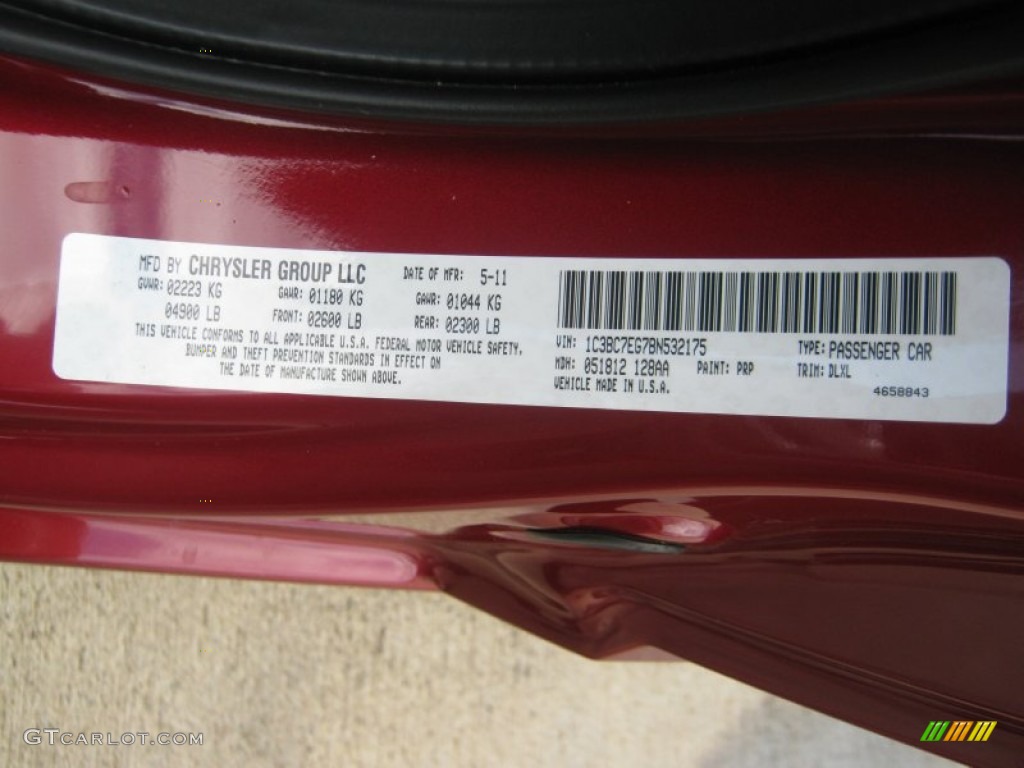 MFD BY CHRYSLER GROUP LLC DATE OF MFR: 5-11
GVWR: 02223 KG GAWR: 01180 KG GAWR: 01044 KG
04900 LB FRONT: 02600 LB REAR: 02300 LB
THIS VEHICLE CONFORMS TO ALL APPLICABLE U.S.A. FEDERAL MOTOR VEHICLE SAFETY,
BUMPER AND THEFT PREVENTION STANDARDS IN EFFECT ON
THE DATE OF MANUFACTURE SHOWN ABOVE.
VIN: 1C3BC7EG7BN532175 TYPE: PASSENGER CAR
MDH: 051812 128AA PAINT: PRP TRIM: DLXL
VEHICLE MADE IN U.S.A.
4658843
GTCARLOT.COM